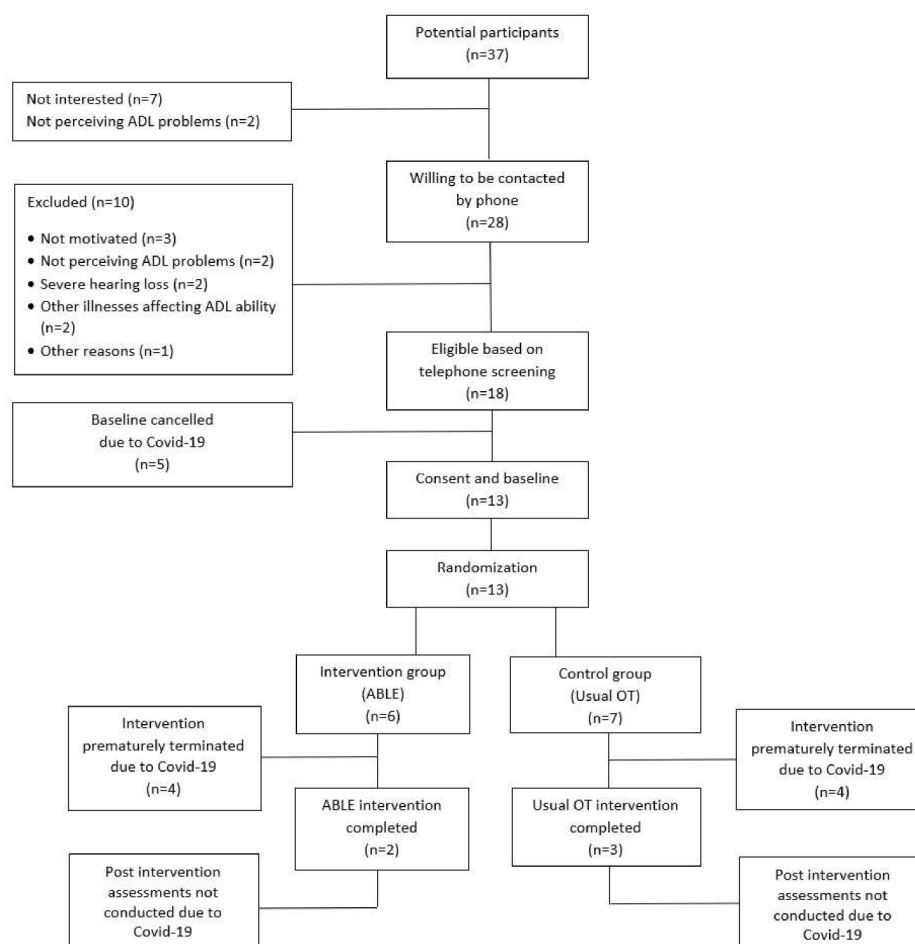 Potential participants
(n=37)
Not interested (n=7)
Not perceiving ADL problems (n=2)
Willing to be contacted
by phone
(n=28)
Excluded (n=10)
• Not motivated (n=3)
• Not perceiving ADL problems (n=2)
• Severe hearing loss (n=2)
• Other illnesses affecting ADL ability
(n=2)
• Other reasons (n=1)
Eligible based on
telephone screening
(n=18)
Baseline cancelled
due to Covid-19
(n=5)
Consent and baseline
(n=13)
Randomization
(n=13)
Intervention group
(ABLE)
(n=6)
Control group
(Usual OT)
(n=7)
Intervention
prematurely terminated
due to Covid-19
(n=4)
Intervention
prematurely terminated
due to Covid-19
(n=4)
ABLE intervention
completed
(n=2)
Usual OT intervention
completed
(n=3)
Post intervention
assessments not
conducted due to
Covid-19
Post intervention
assessments not
conducted due to
Covid-19